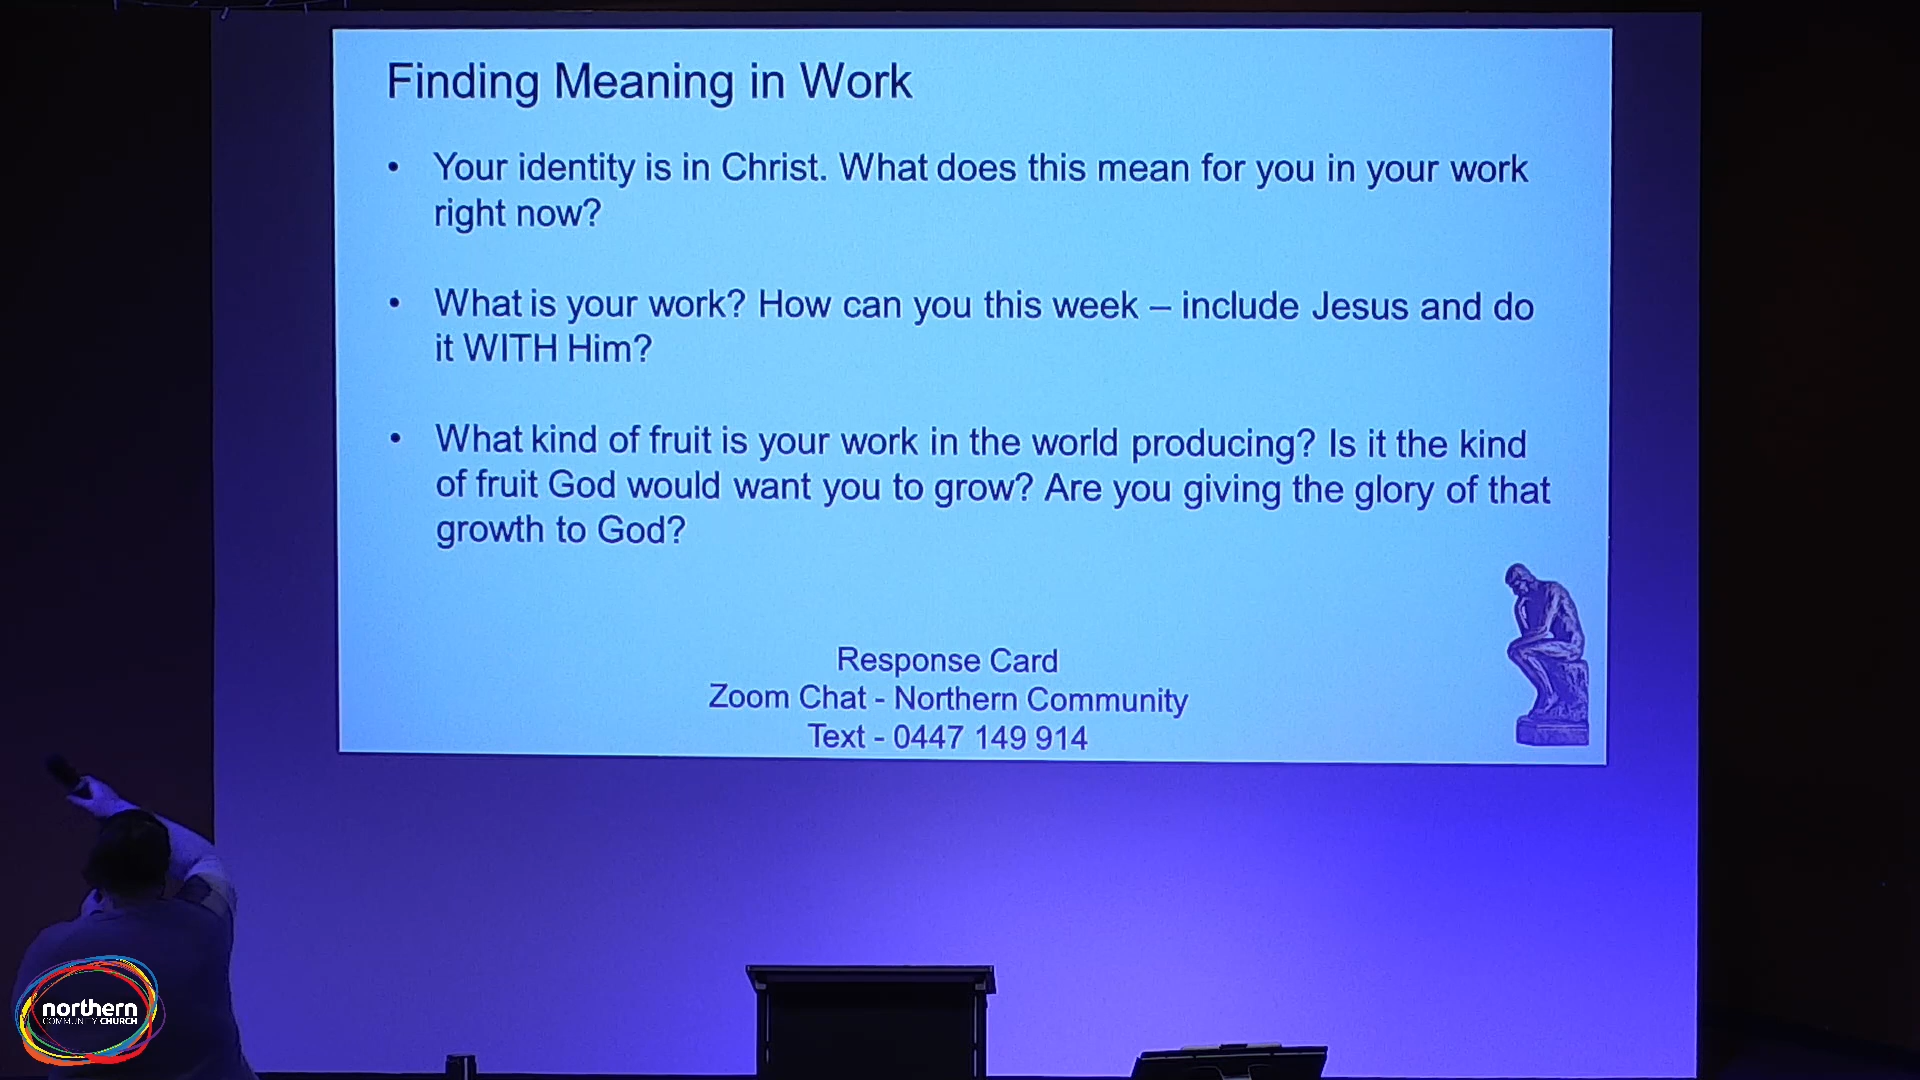 Finding Meaning in Work
• Your identity is in Christ. What does this mean for you in your work
right now?
• What is your work? How can you this week – include Jesus and do
it WITH Him?
• What kind of fruit is your work in the world producing? Is it the kind
of fruit God would want you to grow? Are you giving the glory of that
growth to God?
Response Card
Zoom Chat - Northern Community
Text - 0447 149 914
northern
COMMUNITY CHURCH